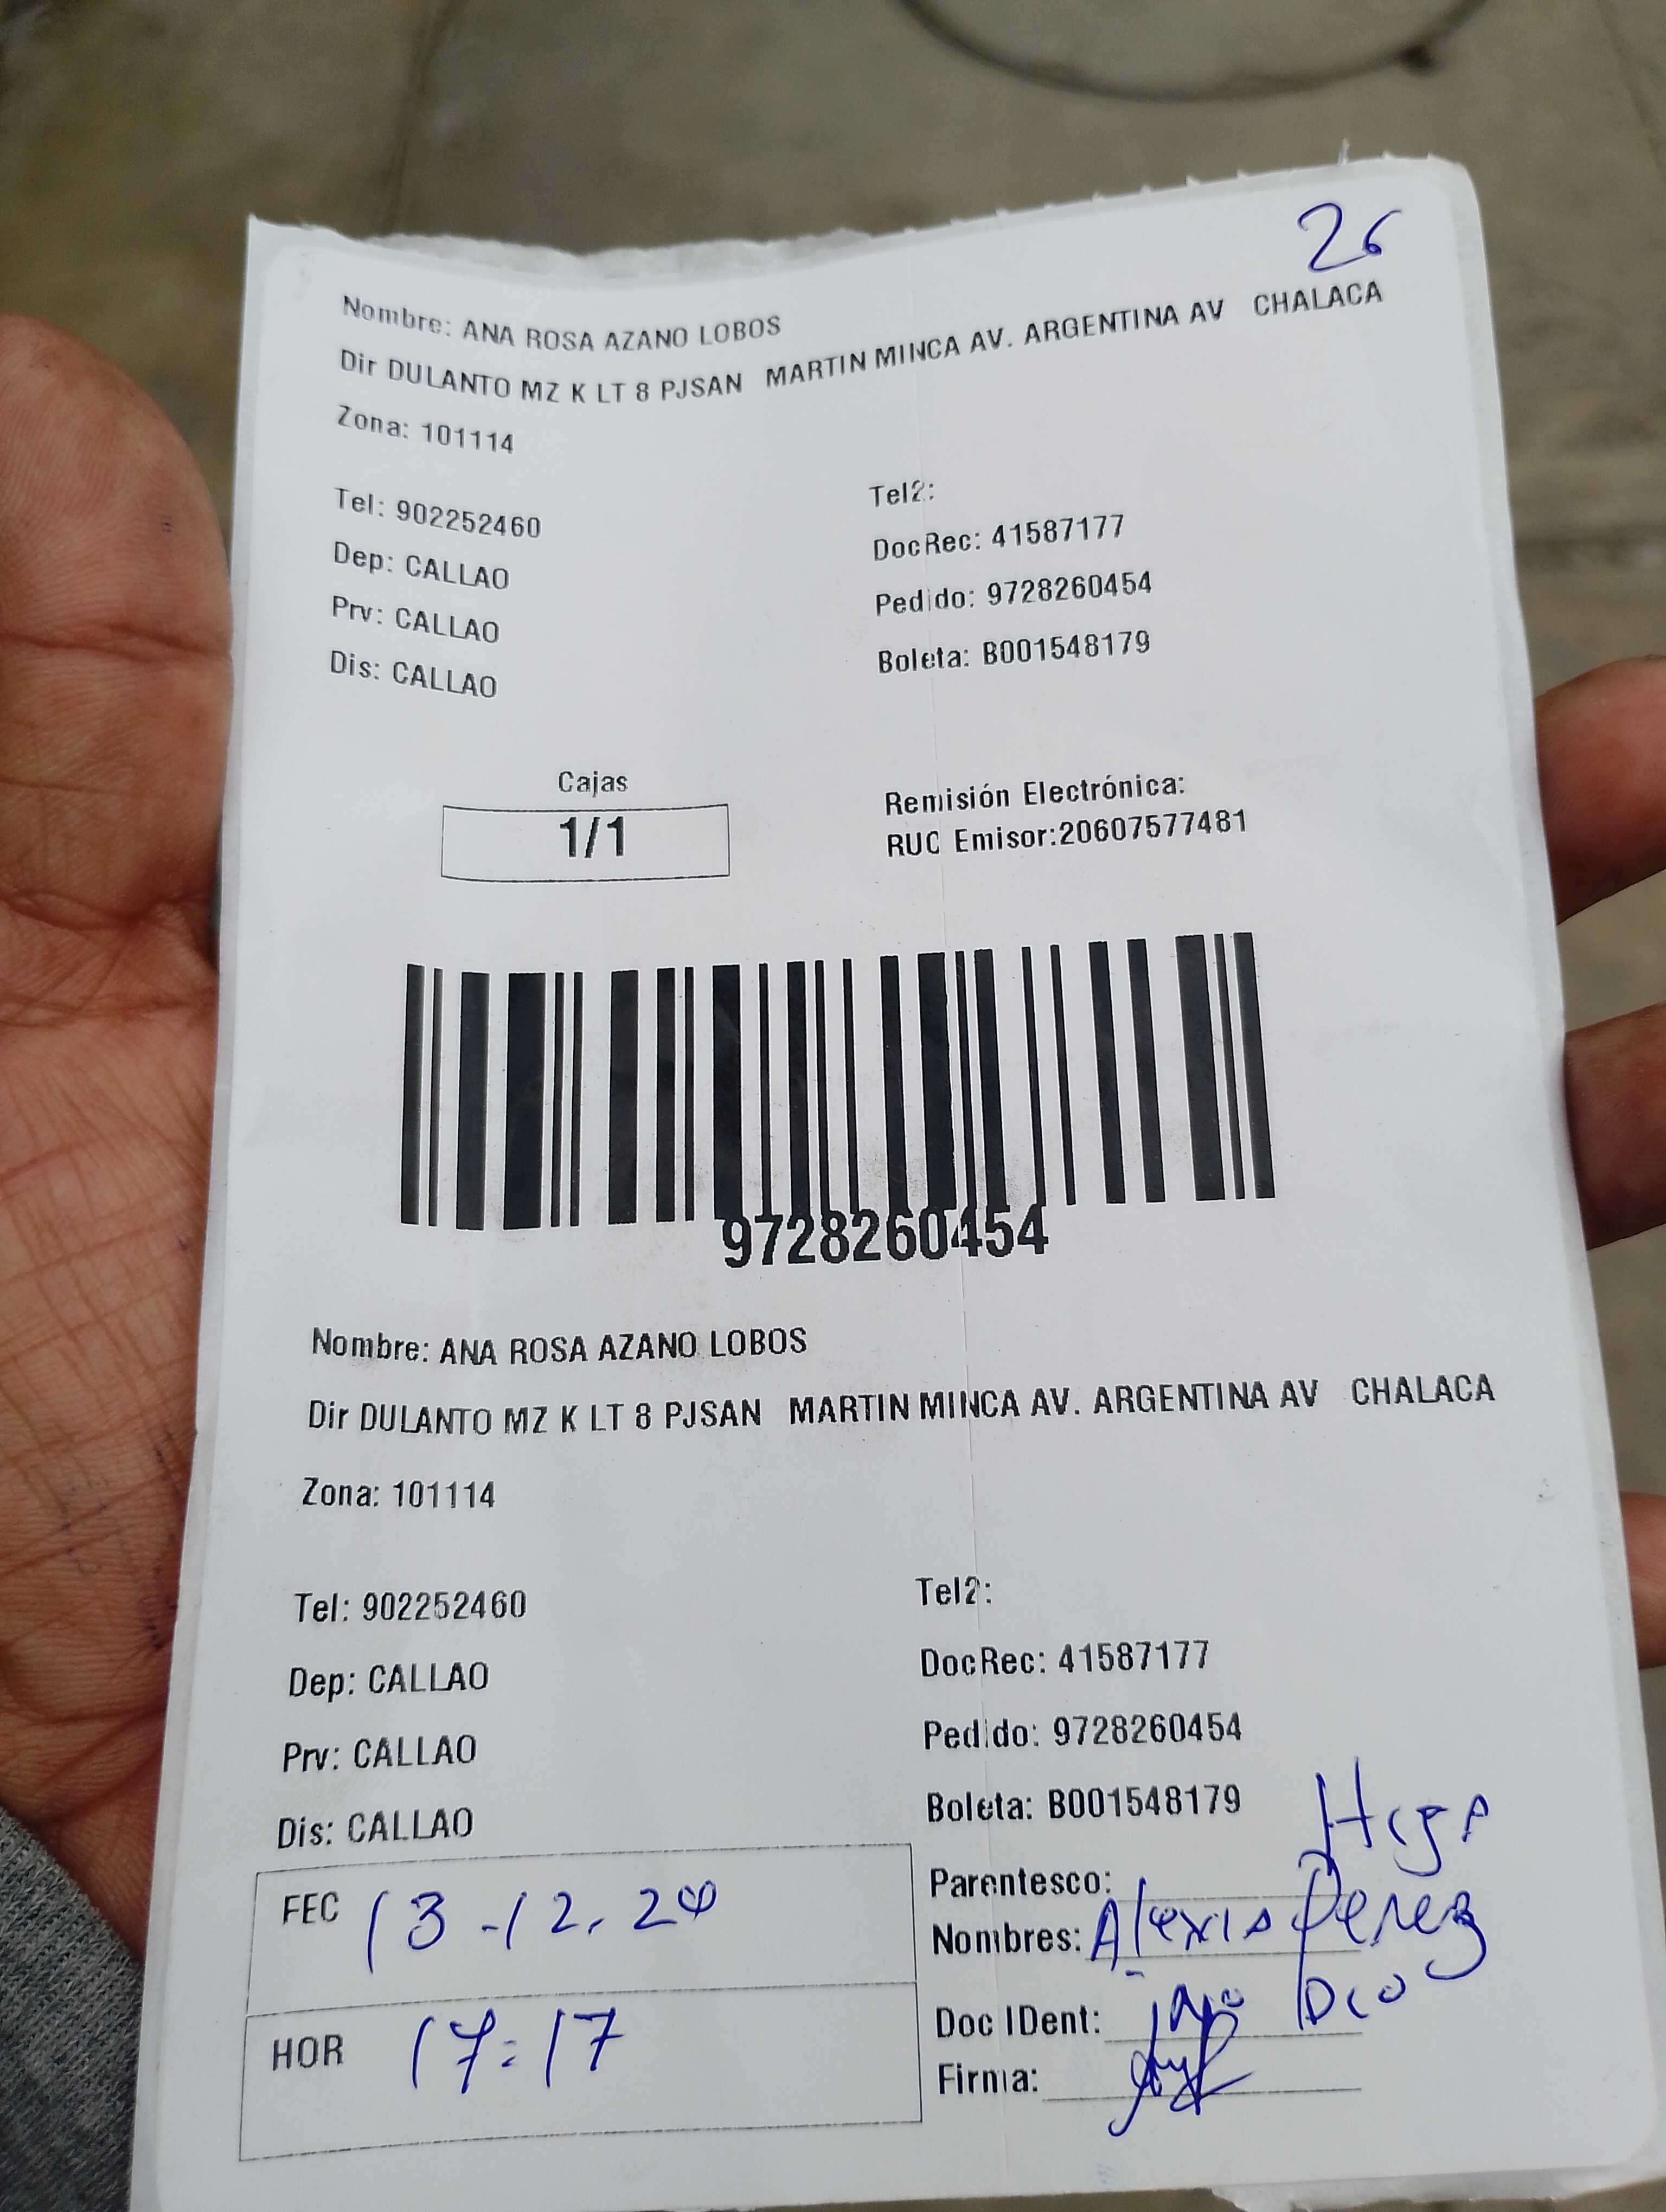 26
Nombre: ANA ROSA AZANO LOBOS
Dir DULANTO MZ K LT 8 PJSAN MARTIN MINCA AV. ARGENTINA AV CHALACA
Zona: 101114
Tel: 902252460
Dep: CALLAO
Prv: CALLAO
Dis: CALLAO
Tel2:
DocRec: 41587177
Pedido: 9728260454
Boleta: B001548179
Cajas
1/1
Remisión Electrónica:
RUC Emisor:20607577481
9728260454
Nombre: ANA ROSA AZANO LOBOS
Dir DULANTO MZ K LT 8 PJSAN MARTIN MINCA AV. ARGENTINA AV CHALACA
Zona: 101114
Tel: 902252460
Dep: CALLAO
Prv: CALLAO
Dis: CALLAO
Tel2:
DocRec: 41587177
Pedido: 9728260454
Boleta: B001548179
FEC 13-12.24
HOR 17:17
Parentesco:
Nombres: Alexis Perez
Doc IDent: no Dio
Firma: